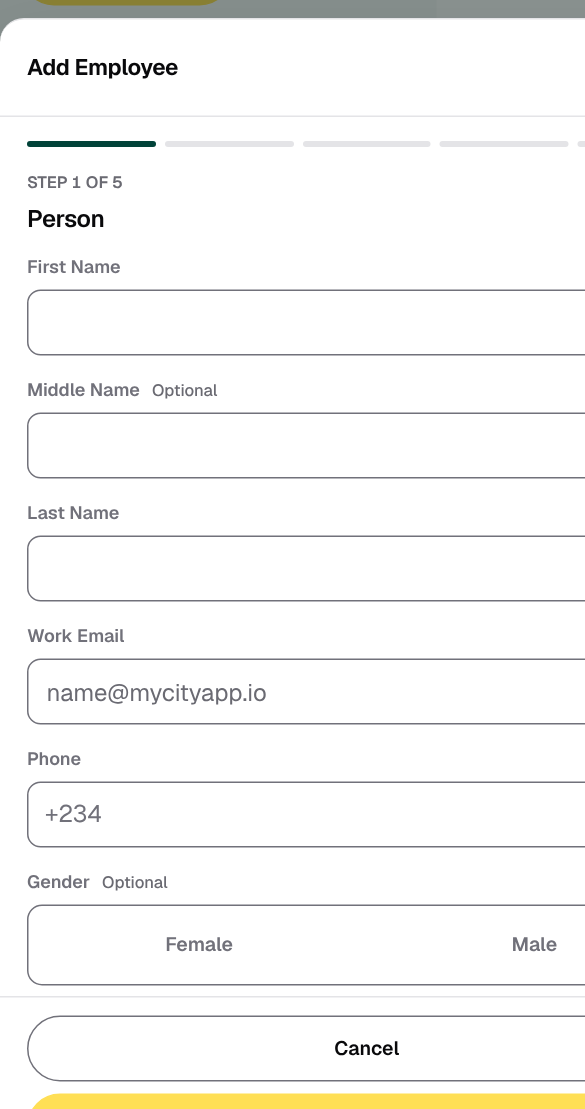 Add Employee
STEP 1 OF 5
Person
First Name
Middle Name Optional
Last Name
Work Email
name@mycityapp.io
Phone
+234
Gender Optional
Female Male
Cancel